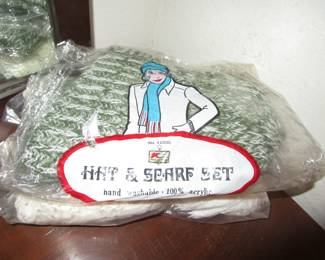 HAT & SCARF SET
hand washable · 100% acrylic